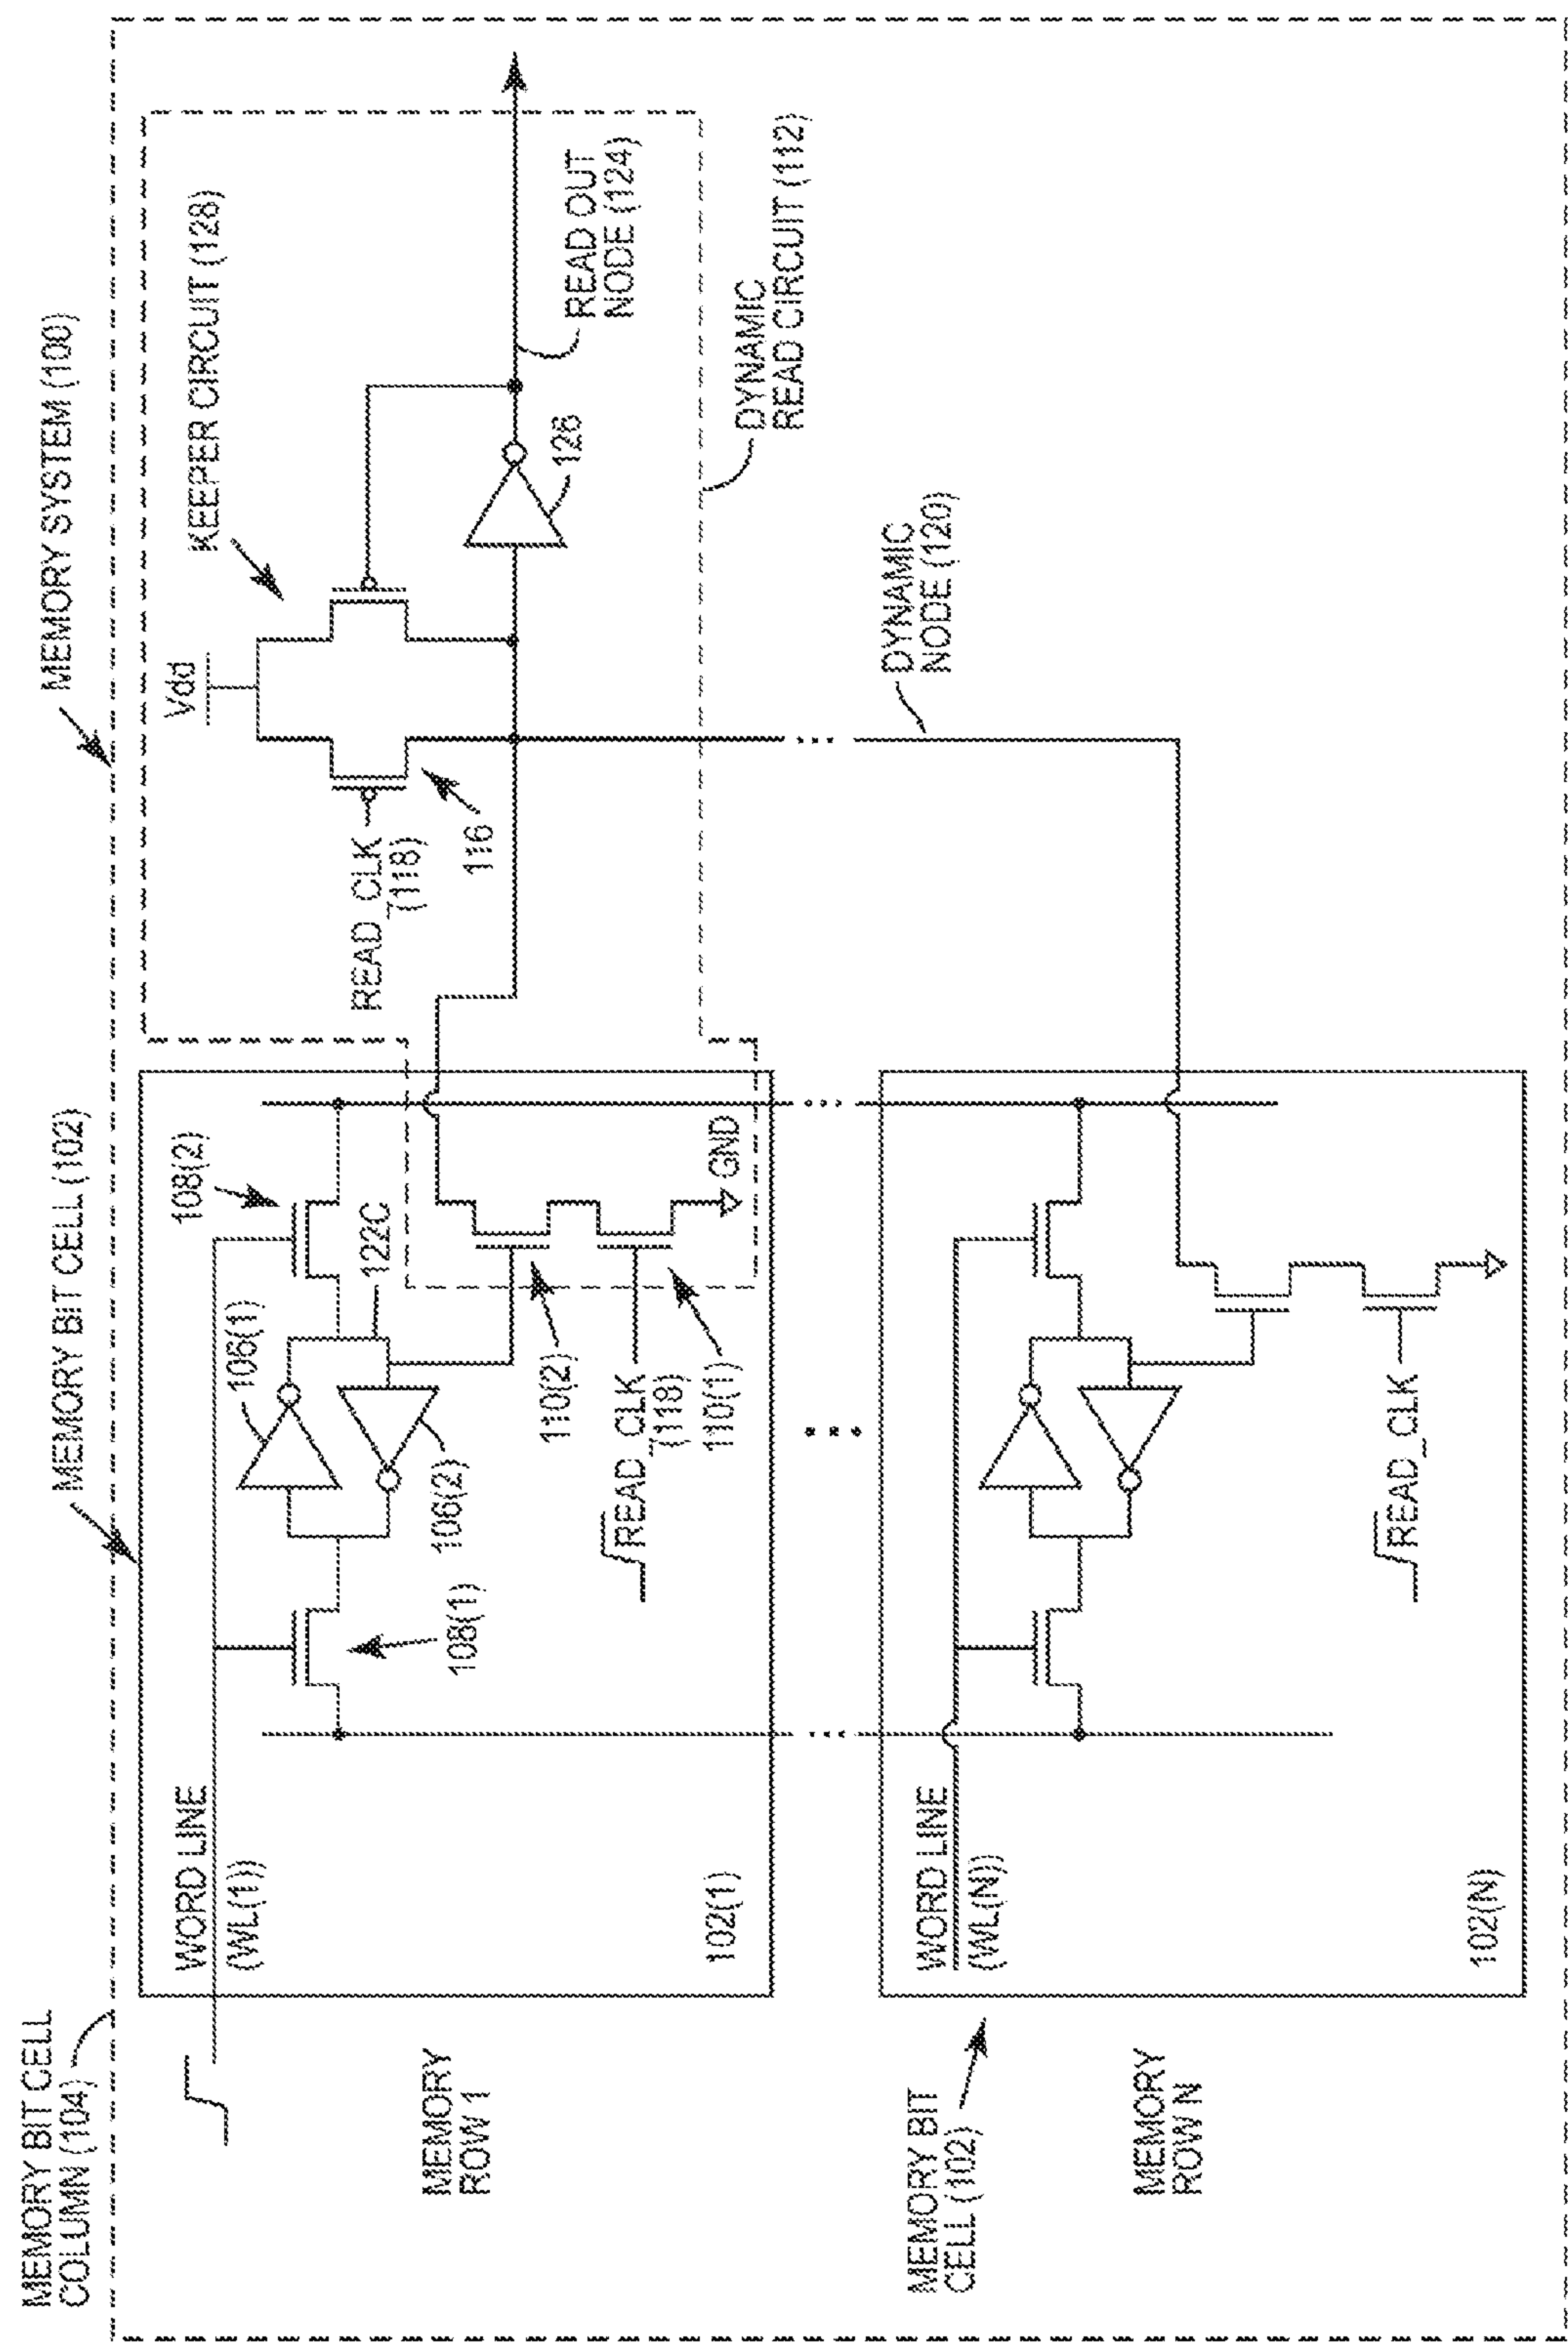 MEMORY BIT CELL
COLUMN (104)
MEMORY BIT CELL (102)
MEMORY SYSTEM (100)
WORD LINE
(WL(1))
108(1)
106(1)
106(2)
108(2)
122C
110(2)
READ_CLK
(118)
110(1)
GND
102(1)
MEMORY
ROW 1
KEEPER CIRCUIT (128)
Vdd
READ_CLK
(118)
116
126
READ OUT
NODE (124)
DYNAMIC
READ CIRCUIT (112)
DYNAMIC
NODE (120)
MEMORY BIT
CELL (102)
MEMORY
ROW N
WORD LINE
(WL(N))
READ_CLK
102(N)